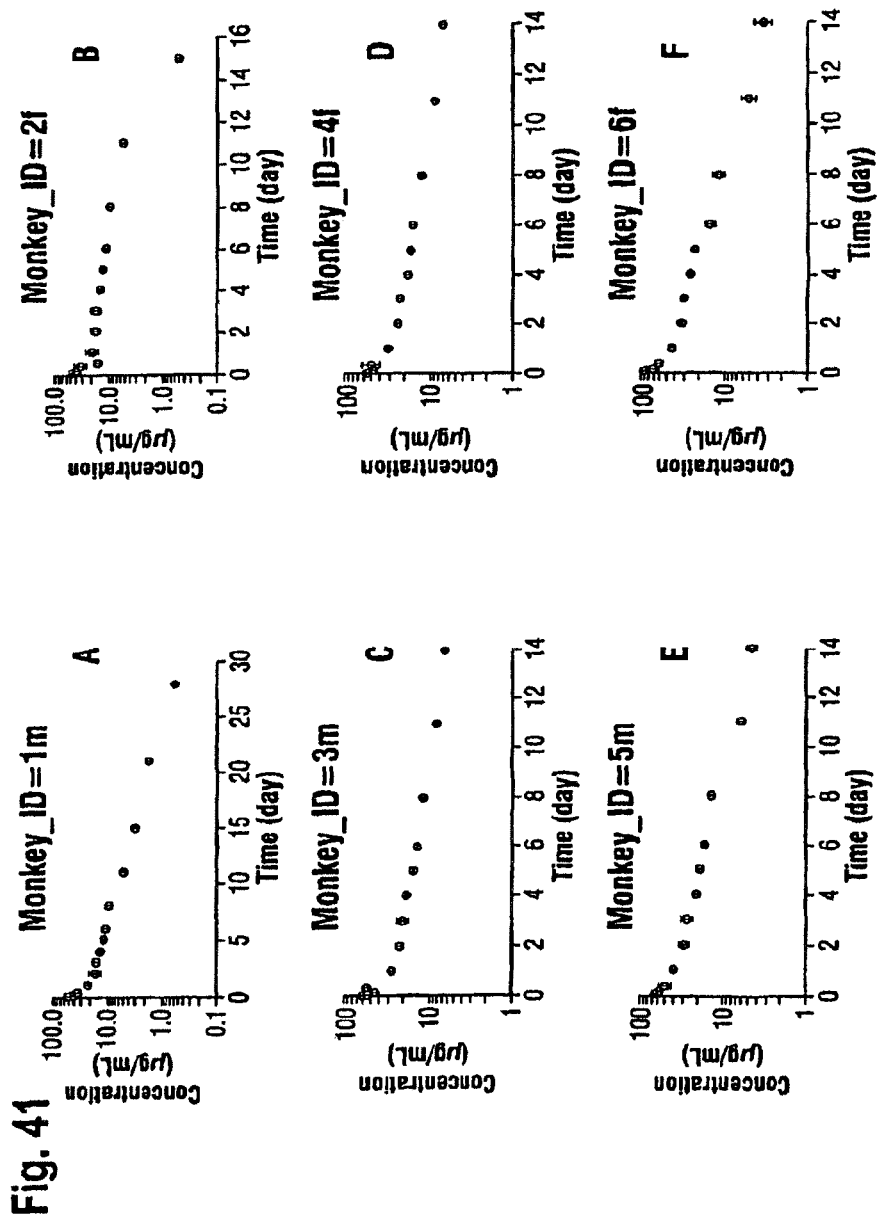 Fig. 41
Monkey_ID=1m
A
Concentration
(µg/mL)
100.0
10.0
1.0
0.1
0 5 10 15 20 25 30
Time (day)
Monkey_ID=2f
B
Concentration
(µg/mL)
100.0
10.0
1.0
0.1
0 2 4 6 8 10 12 14 16
Time (day)
Monkey_ID=3m
C
Concentration
(µg/mL)
100
10
1
0 2 4 6 8 10 12 14
Time (day)
Monkey_ID=4f
D
Concentration
(µg/mL)
100
10
1
0 2 4 6 8 10 12 14
Time (day)
Monkey_ID=5m
E
Concentration
(µg/mL)
100
10
1
0 2 4 6 8 10 12 14
Time (day)
Monkey_ID=6f
F
Concentration
(µg/mL)
100
10
1
0 2 4 6 8 10 12 14
Time (day)